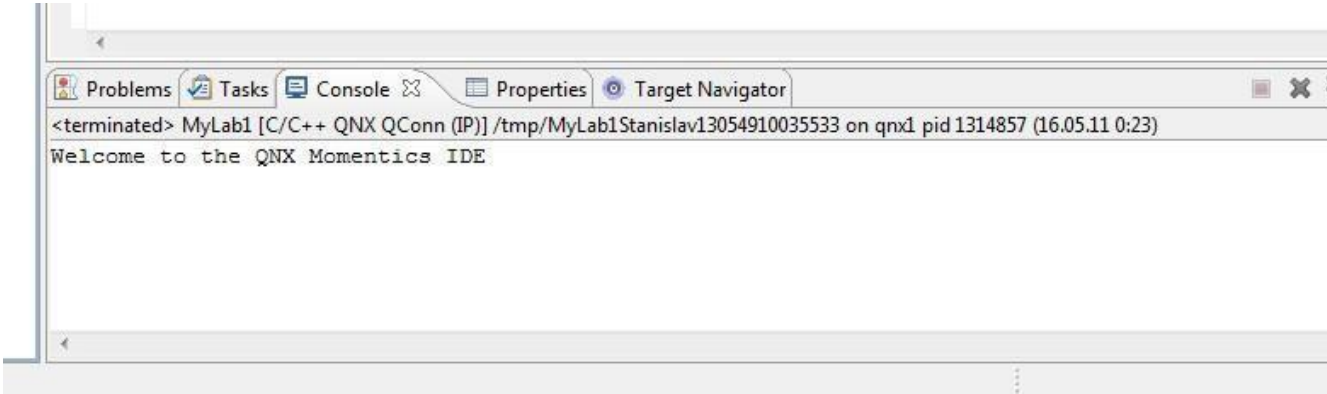 Problems Tasks Console Properties Target Navigator
<terminated> MyLab1 [C/C++ QNX QConn (IP)] /tmp/MyLab1Stanislav13054910035533 on qnx1 pid 1314857 (16.05.11 0:23)
Welcome to the QNX Momentics IDE